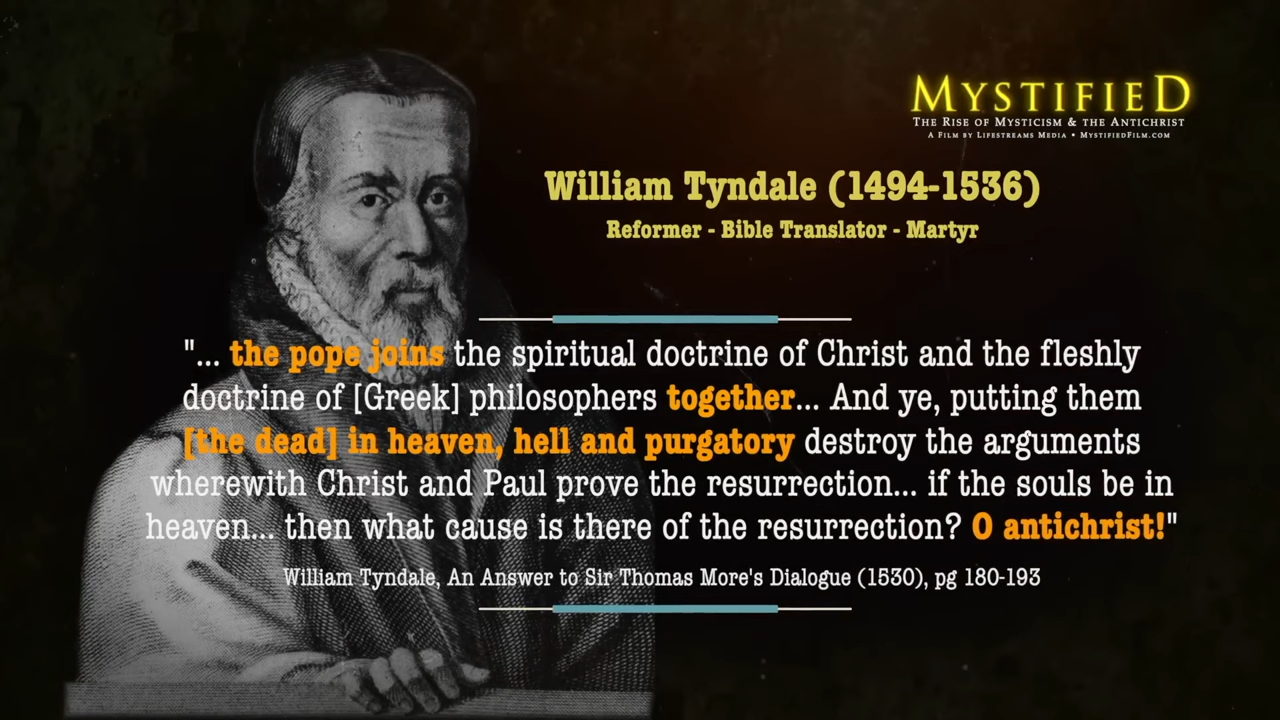 MYSTIFIED
THE RISE OF MYSTICISM & THE ANTICHRIST
A FILM BY LIFESTREAMS MEDIA • MYSTIFIEDFILM.COM
William Tyndale (1494-1536)
Reformer - Bible Translator - Martyr
"... the pope joins the spiritual doctrine of Christ and the fleshly
doctrine of [Greek] philosophers together... And ye, putting them
[the dead] in heaven, hell and purgatory destroy the arguments
wherewith Christ and Paul prove the resurrection... if the souls be in
heaven... then what cause is there of the resurrection? O antichrist!"
William Tyndale, An Answer to Sir Thomas More's Dialogue (1530), pg 180-193